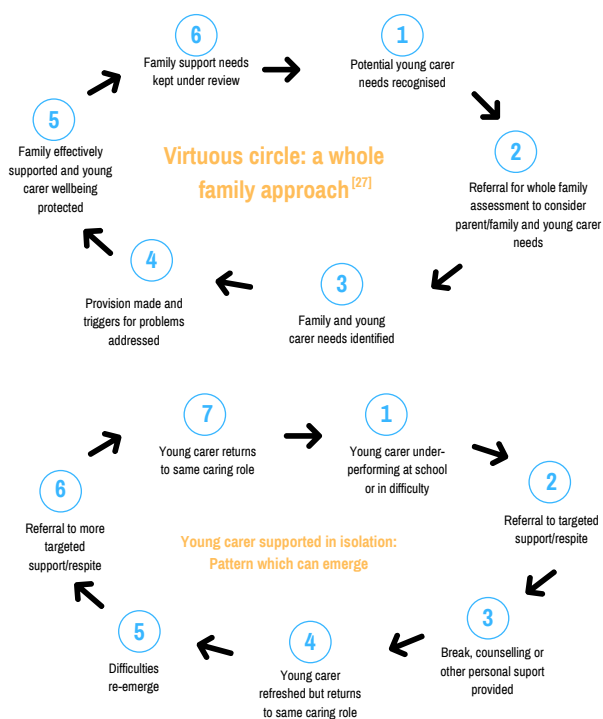 6
Family support needs
kept under review
1
Potential young carer
needs recognised
5
Family effectively
supported and young
carer wellbeing
protected
Virtuous circle: a whole
family approach [27]
2
Referral for whole family
assessment to consider
parent/family and young carer
needs
4
Provision made and
triggers for problems
addressed
3
Family and young
carer needs identified
7
Young carer returns
to same caring role
1
Young carer under-
performing at school
or in difficulty
6
Referral to more
targeted
support/respite
2
Referral to targeted
support/respite
Young carer supported in isolation:
Pattern which can emerge
5
Difficulties
re-emerge
4
Young carer
refreshed but returns
to same caring role
3
Break, counselling or
other personal suport
provided